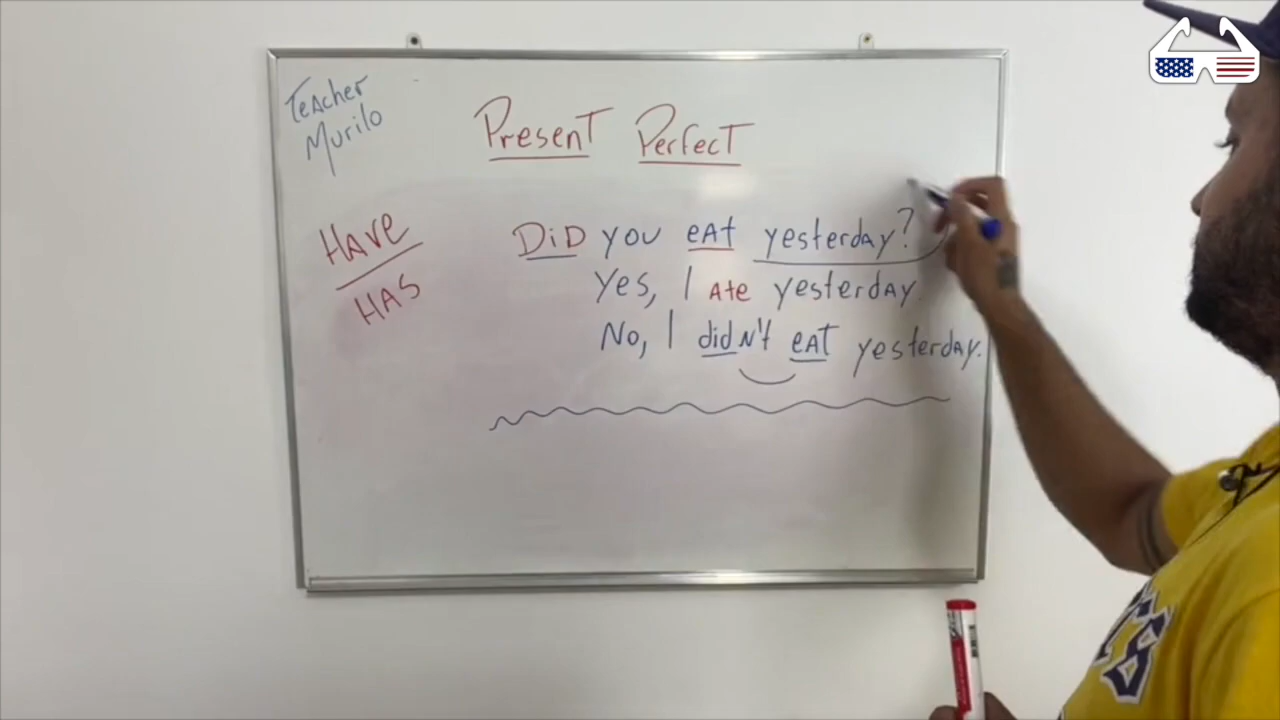 Teacher
Murilo
Present Perfect
Have
Has
Did you eat yesterday?
Yes, I ate yesterday.
No, I didn't eat yesterday.